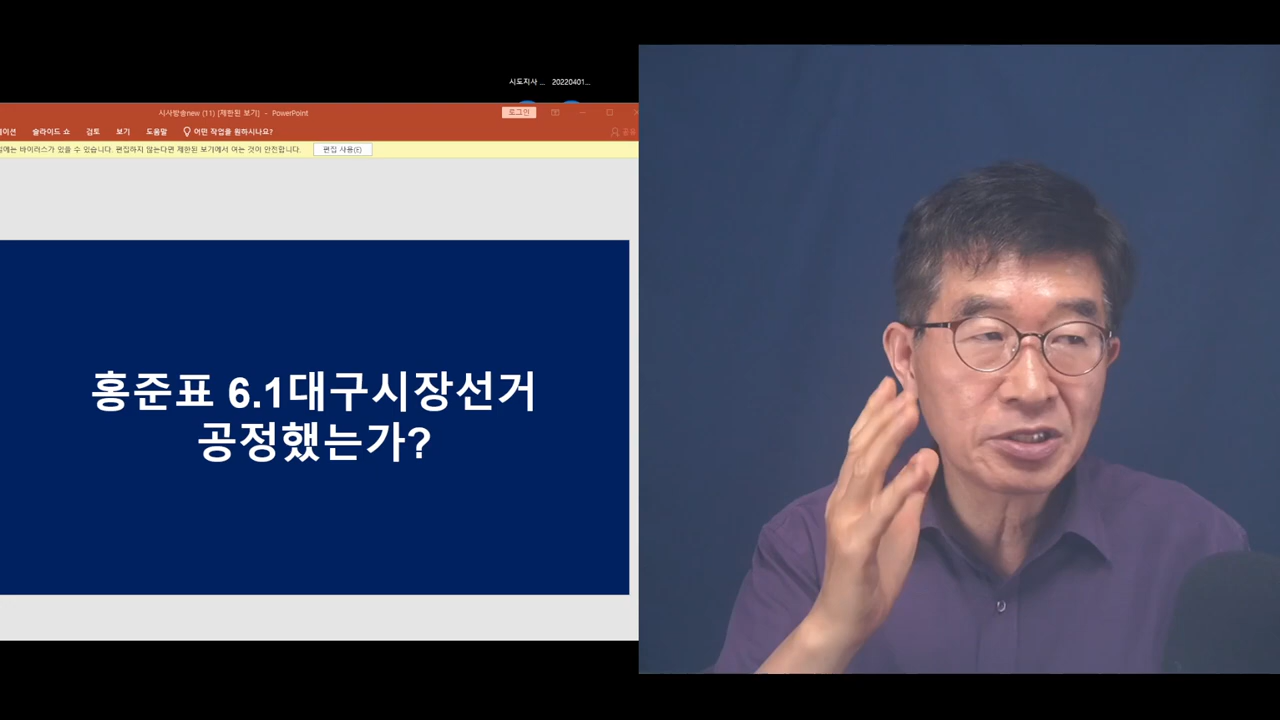 시도지사 ... 20220401...
시사방송new (11) [제한된 보기] - PowerPoint 로그인
이션 슬라이드 쇼 검토 보기 도움말 어떤 작업을 원하시나요? 공유
에는 바이러스가 있을 수 있습니다. 편집하지 않는다면 제한된 보기에서 여는 것이 안전합니다. 편집 사용(E)
홍준표 6.1대구시장선거
공정했는가?